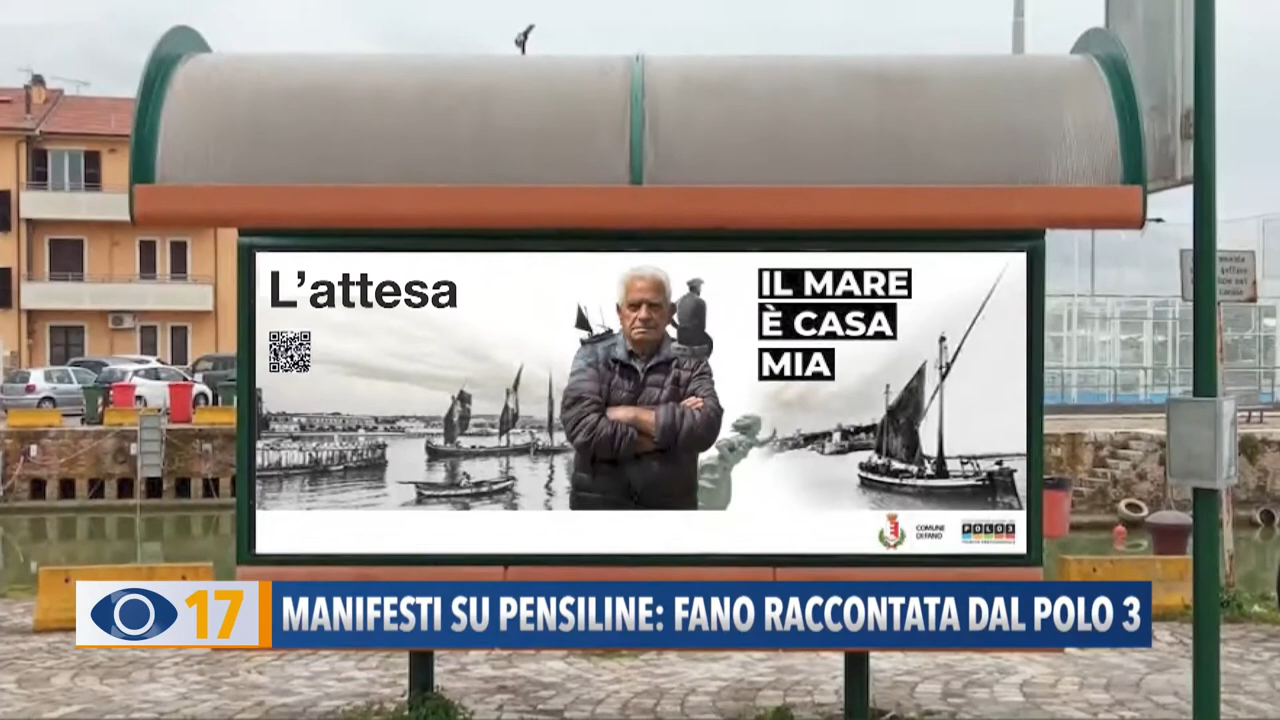 L'attesa
IL MARE
È CASA
MIA
COMUNE
DI FANO
POLO3
17
MANIFESTI SU PENSILINE: FANO RACCONTATA DAL POLO 3